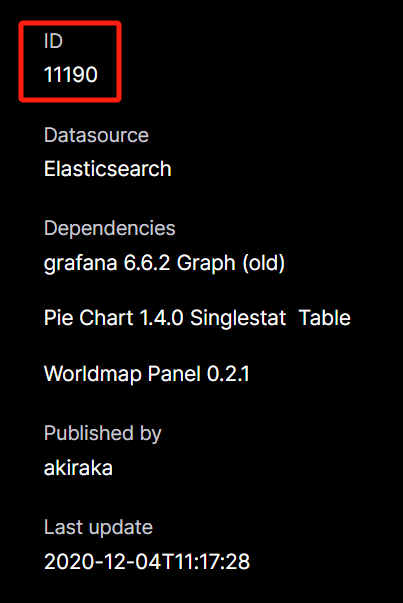 ID
11190
Datasource
Elasticsearch
Dependencies
grafana 6.6.2 Graph (old)
Pie Chart 1.4.0 Singlestat  Table
Worldmap Panel 0.2.1
Published by
akiraka
Last update
2020-12-04T11:17:28